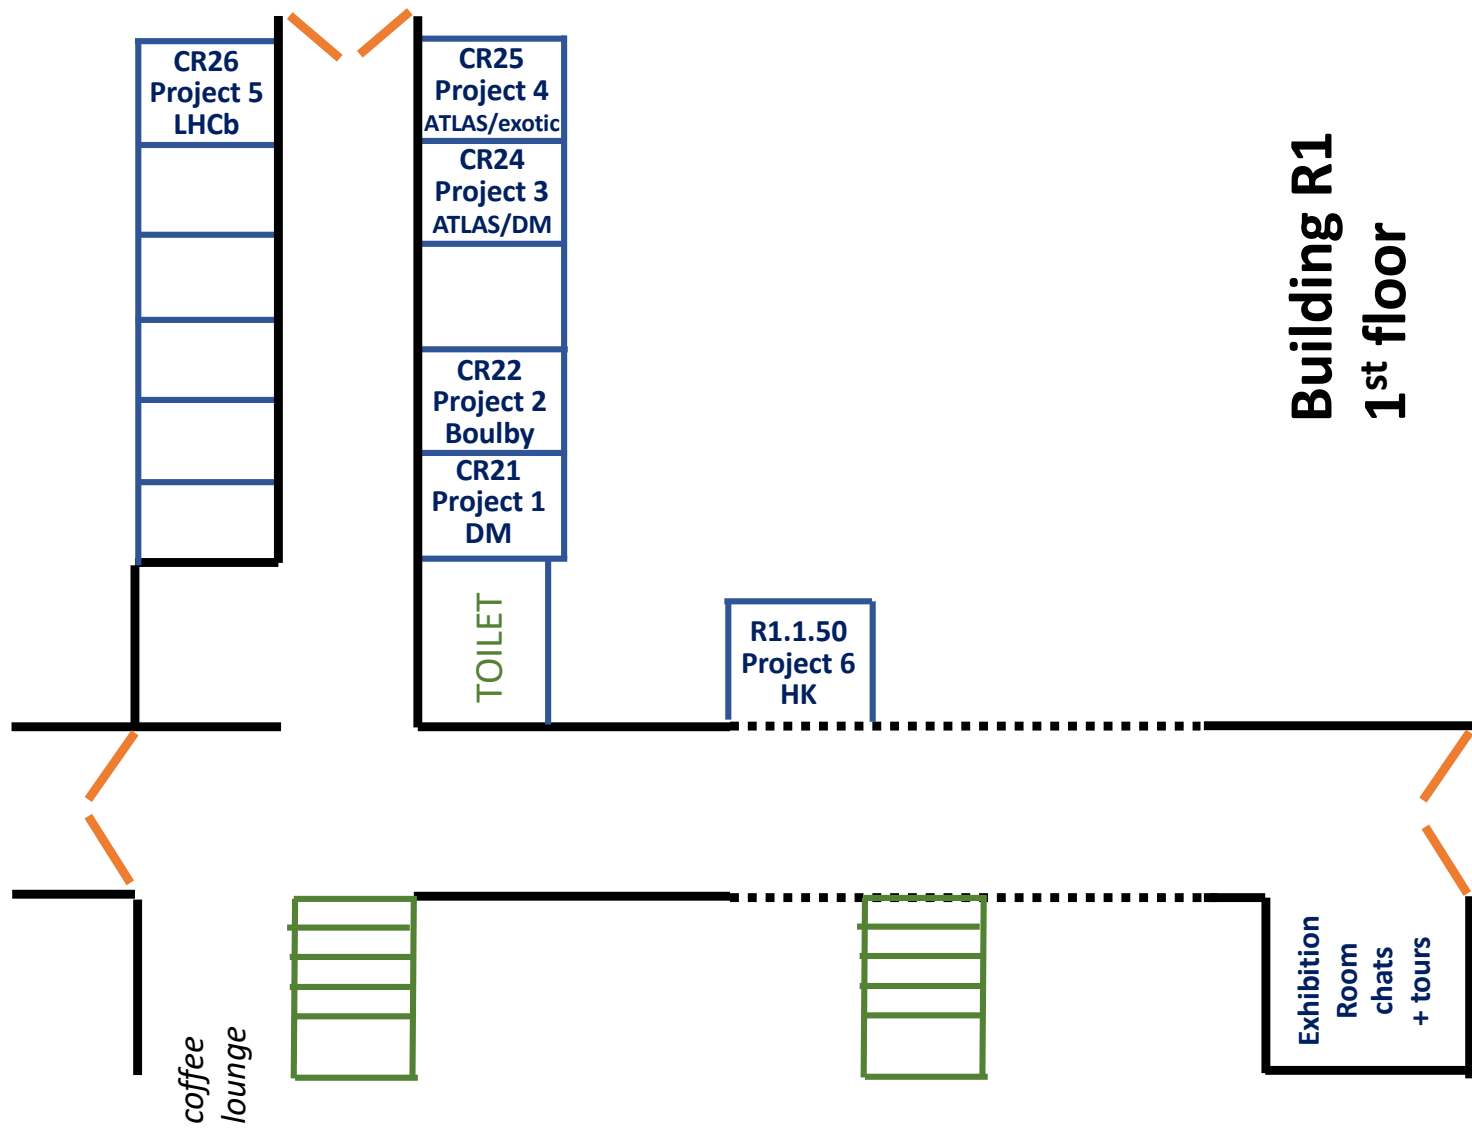 CR26
Project 5
LHCb
CR25
Project 4
ATLAS/exotic
CR24
Project 3
ATLAS/DM
CR22
Project 2
Boulby
CR21
Project 1
DM
TOILET
R1.1.50
Project 6
HK
Building R1
1st floor
coffee
lounge
Exhibition
Room
chats
+ tours